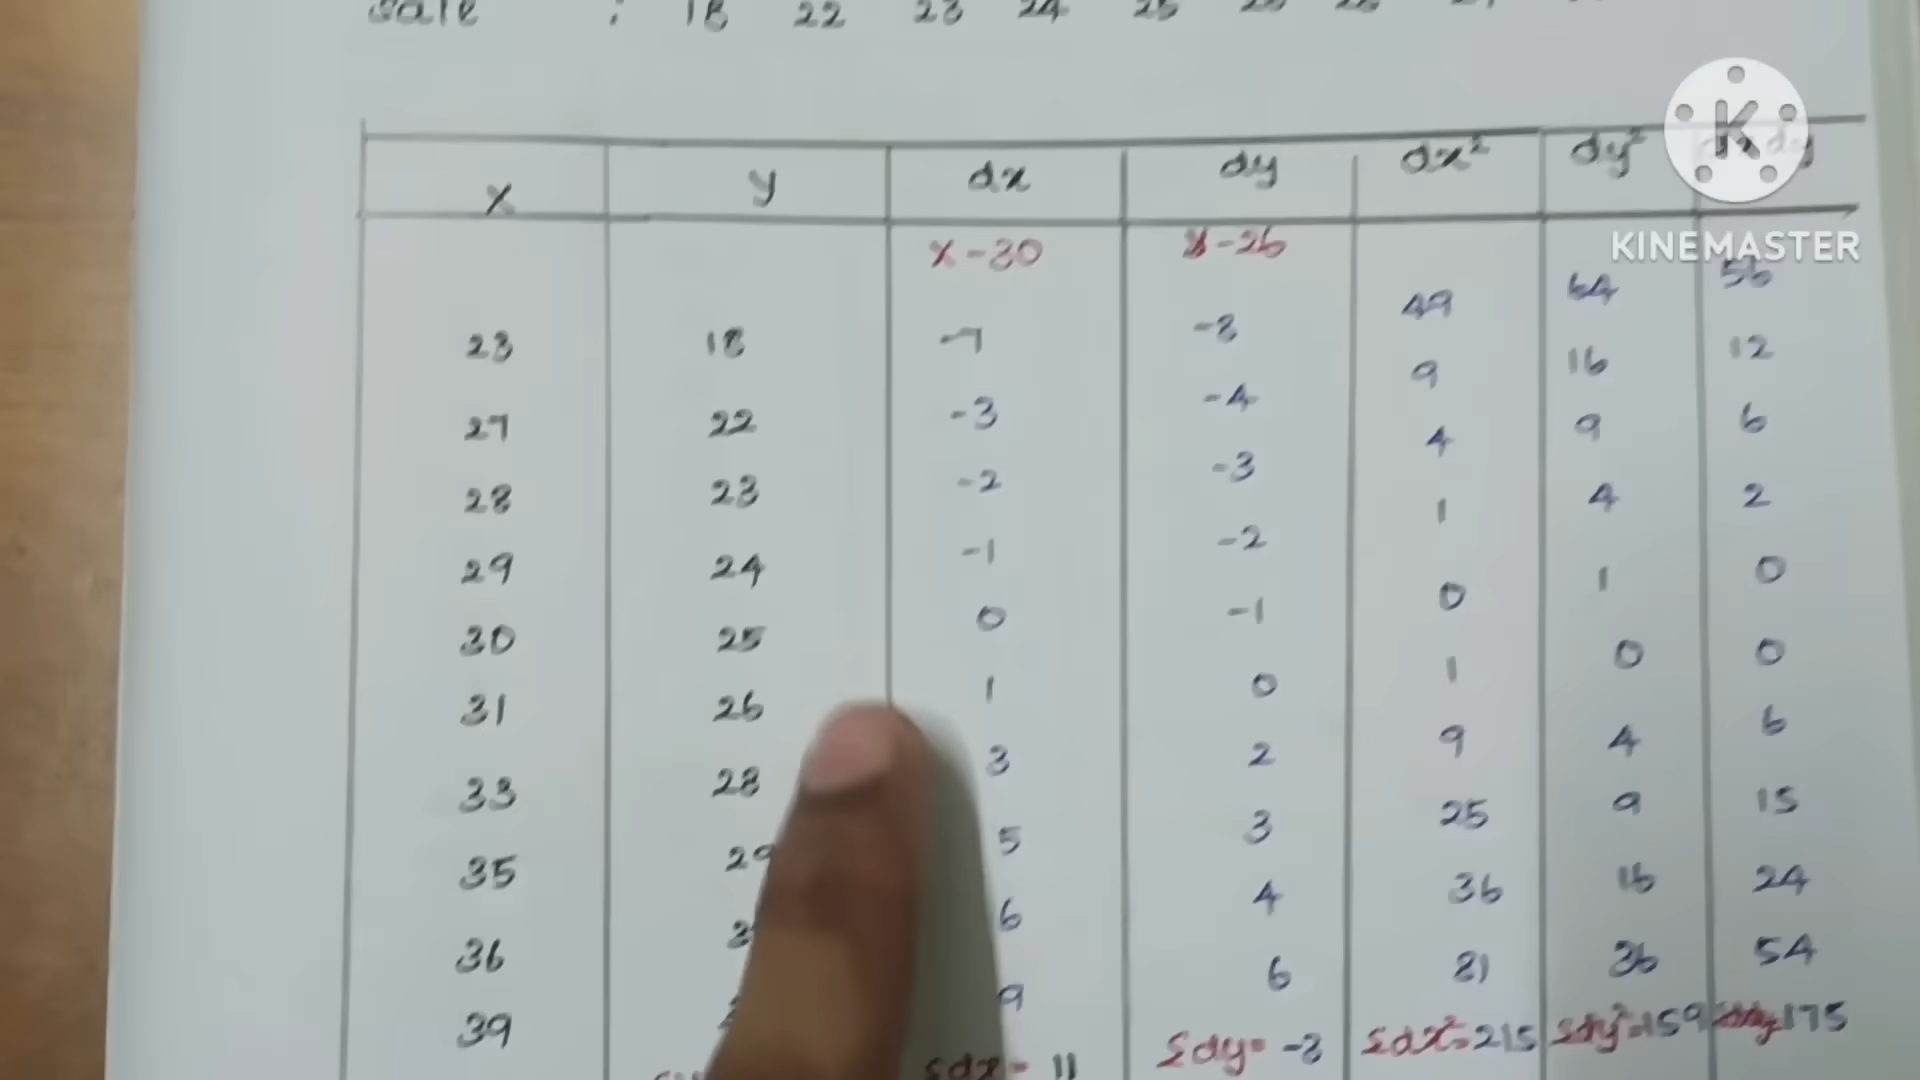 Sale : 18 22 23 24 25
x y dx dy dx² dy²
KINEMASTER
x-30 -26
23 18 -7 -8 49 64 56
27 22 -3 -4 9 16 12
28 23 -2 -3 4 9 6
29 24 -1 -2 1 4 2
30 25 0 -1 0 1 0
31 26 1 0 1 0 0
33 28 3 2 9 4 6
35 29 5 3 25 9 15
36 6 4 36 16 24
39 9 6 81 36 54
Σdx = 11 Σdy= -8 Σdx²=215 Σdy²=159 175